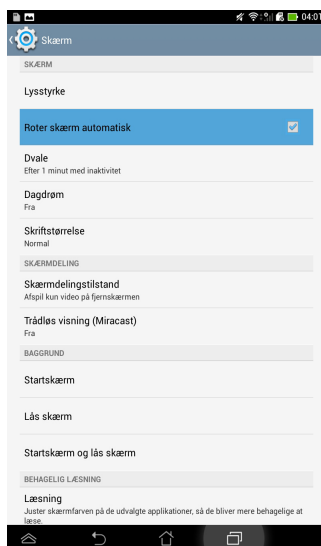 04:01
Skærm
SKÆRM
Lysstyrke
Roter skærm automatisk
Dvale
Efter 1 minut med inaktivitet
Dagdrøm
Fra
Skriftstørrelse
Normal
SKÆRMDELING
Skærmdelingstilstand
Afspil kun video på fjernskærmen
Trådløs visning (Miracast)
Fra
BAGGRUND
Startskærm
Lås skærm
Startskærm og lås skærm
BEHAGELIG LÆSNING
Læsning
Juster skærmfarven på de udvalgte applikationer, så de bliver mere behagelige at
læse.